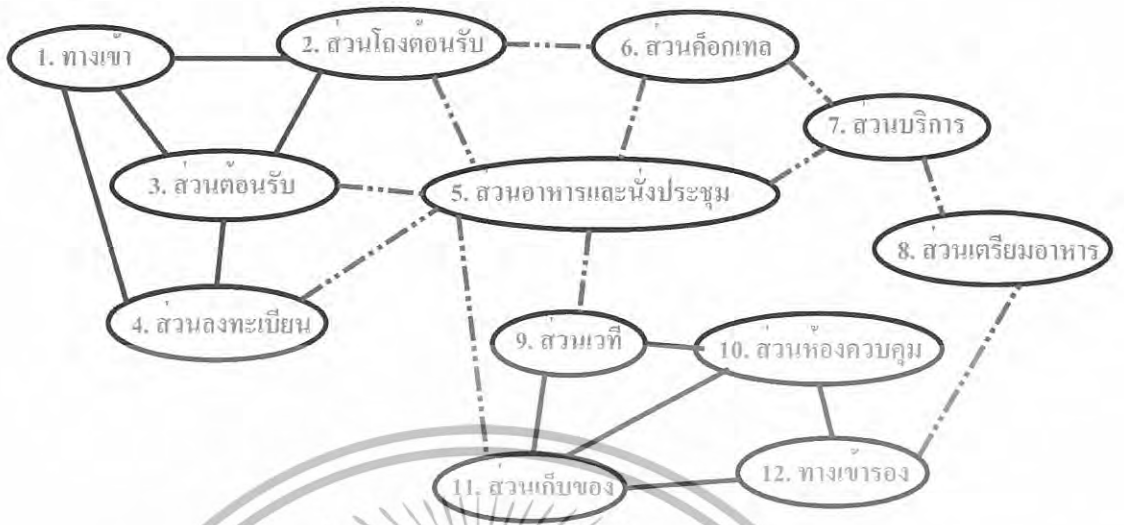 1. ทางเข้า
2. ส่วนโถงต้อนรับ
6. ส่วนค็อกเทล
7. ส่วนบริการ
3. ส่วนต้อนรับ
5. ส่วนอาหารและนั่งประชุม
8. ส่วนเตรียมอาหาร
4. ส่วนลงทะเบียน
9. ส่วนเวที
10. ส่วนห้องควบคุม
11. ส่วนเก็บของ
12. ทางเข้ารอง